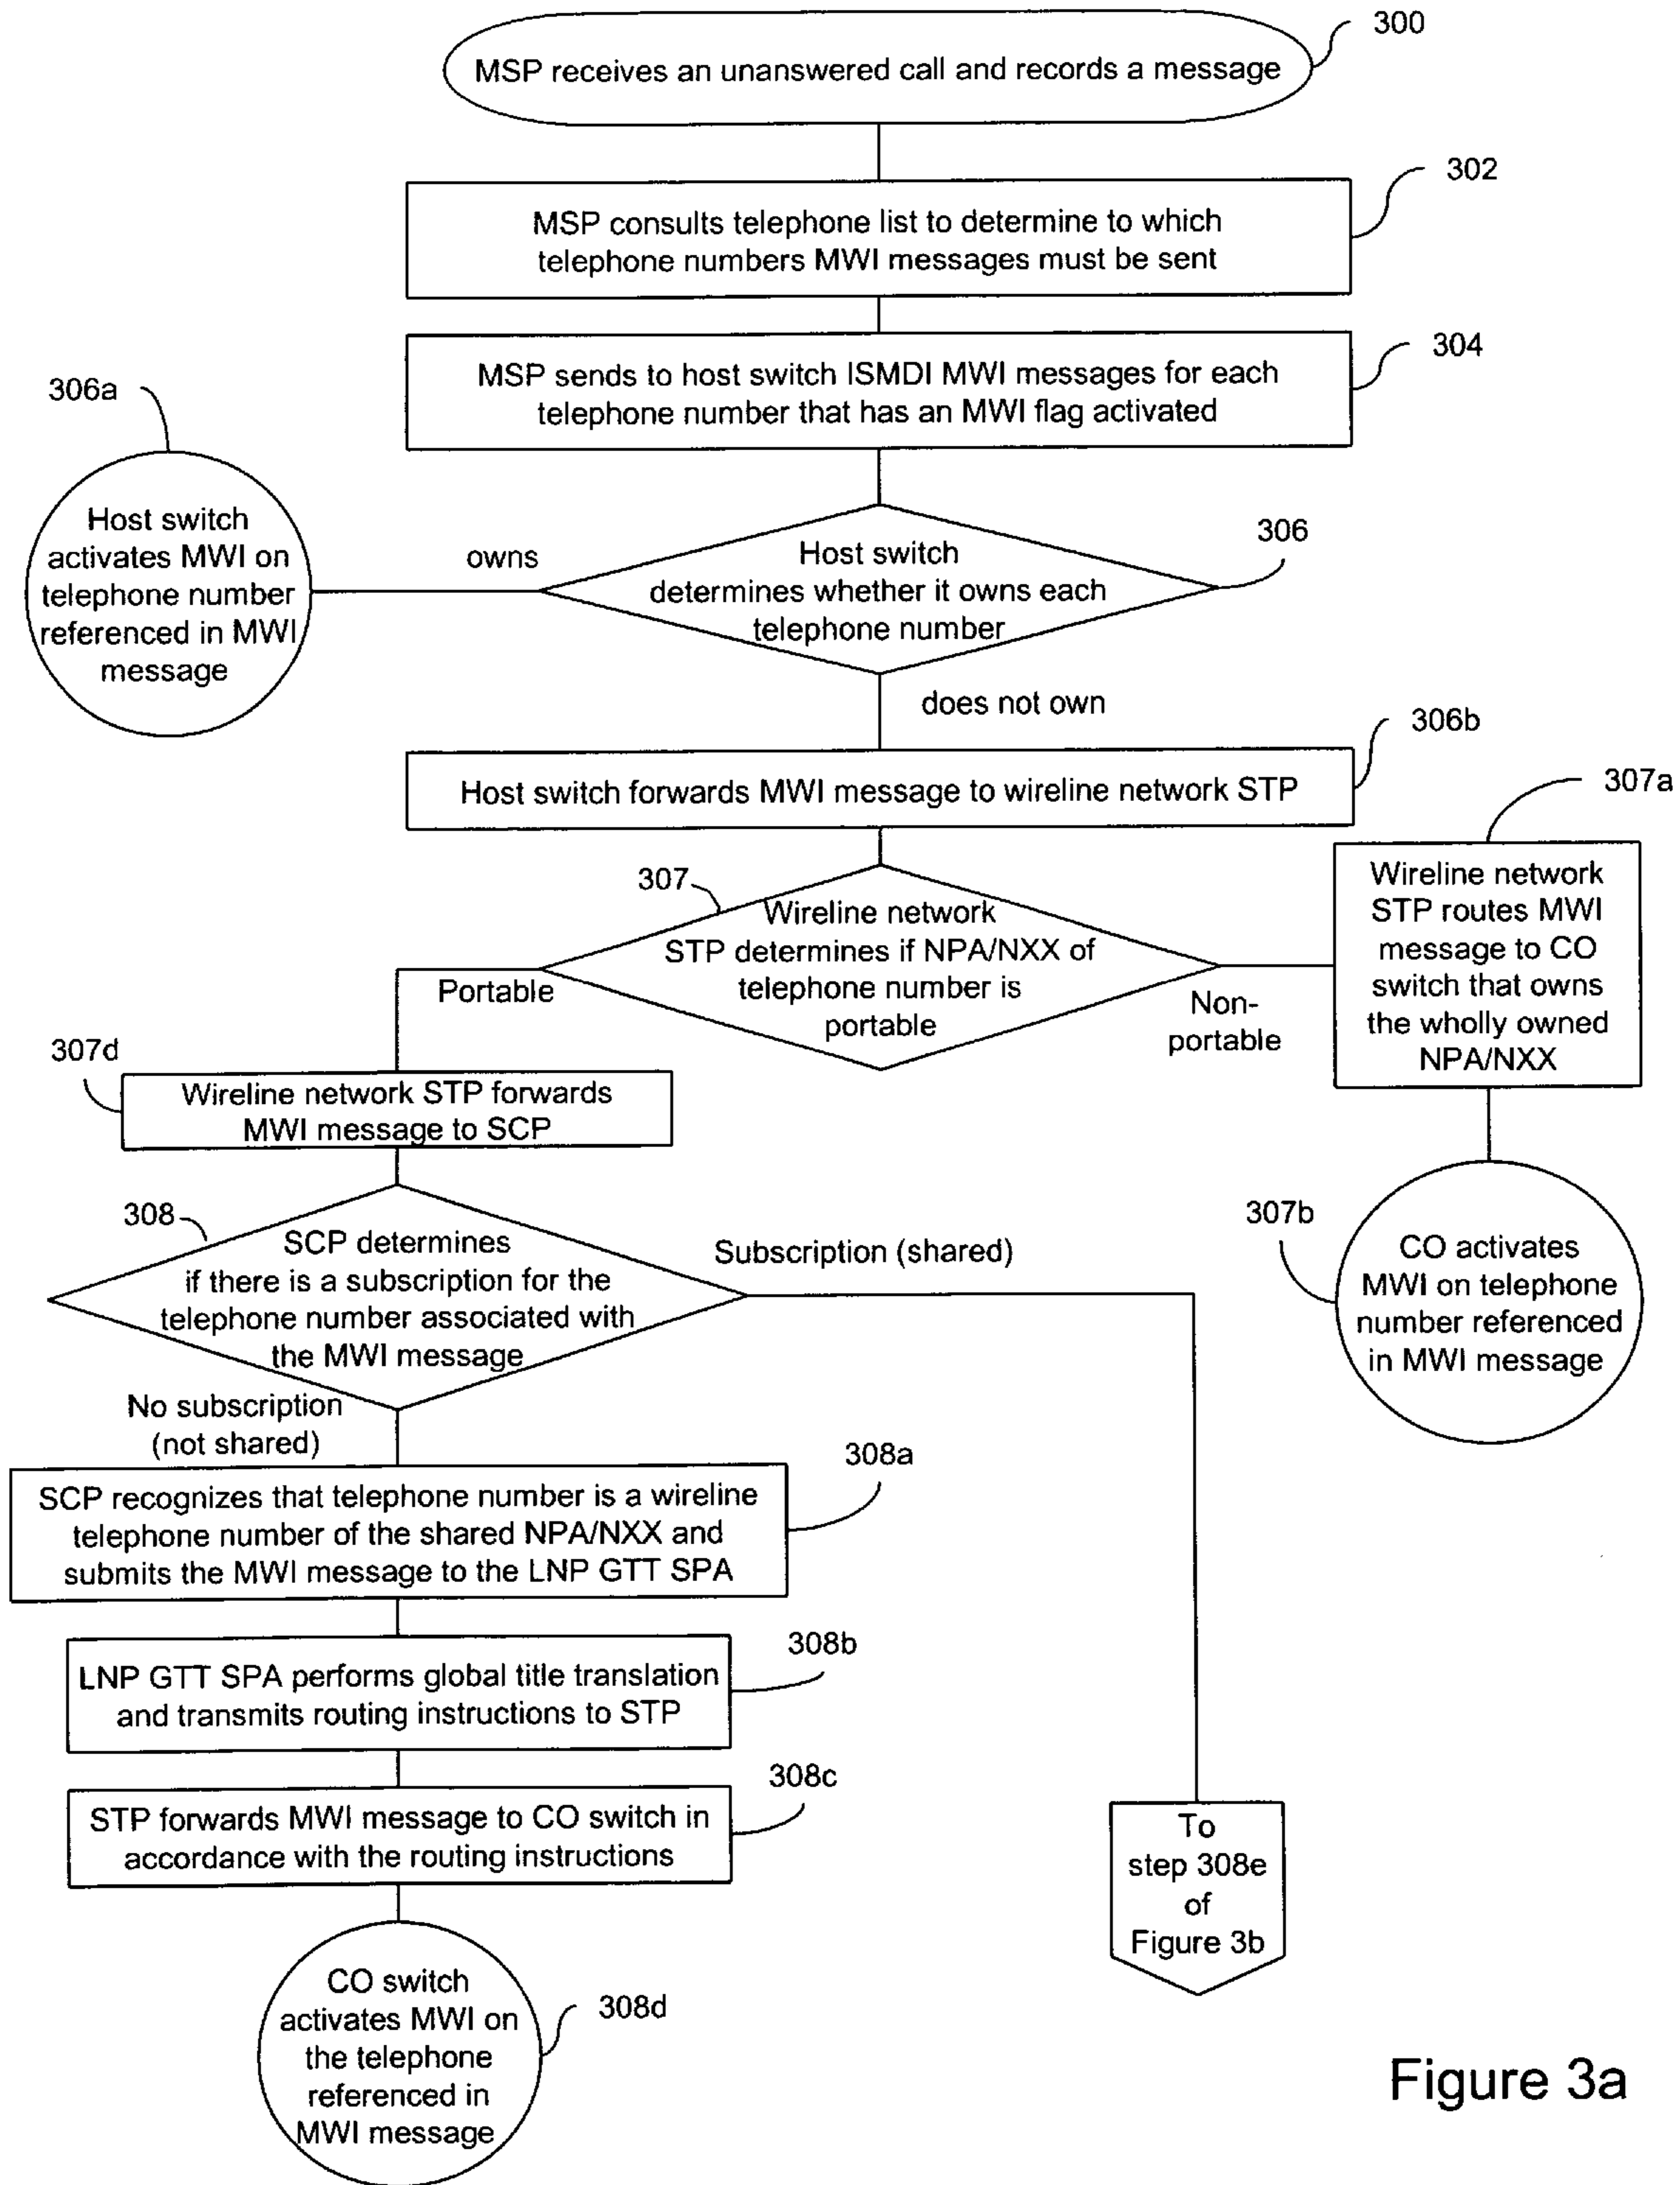 300
MSP receives an unanswered call and records a message
302
MSP consults telephone list to determine to which
telephone numbers MWI messages must be sent
304
MSP sends to host switch ISMDI MWI messages for each
telephone number that has an MWI flag activated
306a
Host switch
activates MWI on
telephone number
referenced in MWI
message
owns
306
Host switch
determines whether it owns each
telephone number
does not own
306b
Host switch forwards MWI message to wireline network STP
307a
Wireline network
STP routes MWI
message to CO
switch that owns
the wholly owned
NPA/NXX
307
Wireline network
STP determines if NPA/NXX of
telephone number is
portable
Portable
Non-
portable
307d
Wireline network STP forwards
MWI message to SCP
307b
CO activates
MWI on telephone
number referenced
in MWI message
308
SCP determines
if there is a subscription for the
telephone number associated with
the MWI message
Subscription (shared)
No subscription
(not shared)
308a
SCP recognizes that telephone number is a wireline
telephone number of the shared NPA/NXX and
submits the MWI message to the LNP GTT SPA
308b
LNP GTT SPA performs global title translation
and transmits routing instructions to STP
308c
STP forwards MWI message to CO switch in
accordance with the routing instructions
To
step 308e
of
Figure 3b
CO switch
activates MWI on
the telephone
referenced in
MWI message
308d
Figure 3a